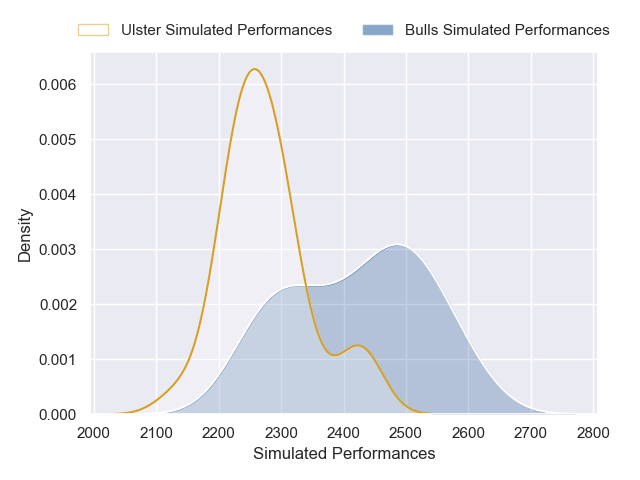 Ulster Simulated Performances Bulls Simulated Performances
0.006
0.005
0.004
0.003
0.002
0.001
0.000
Density
2000 2100 2200 2300 2400 2500 2600 2700 2800
Simulated Performances